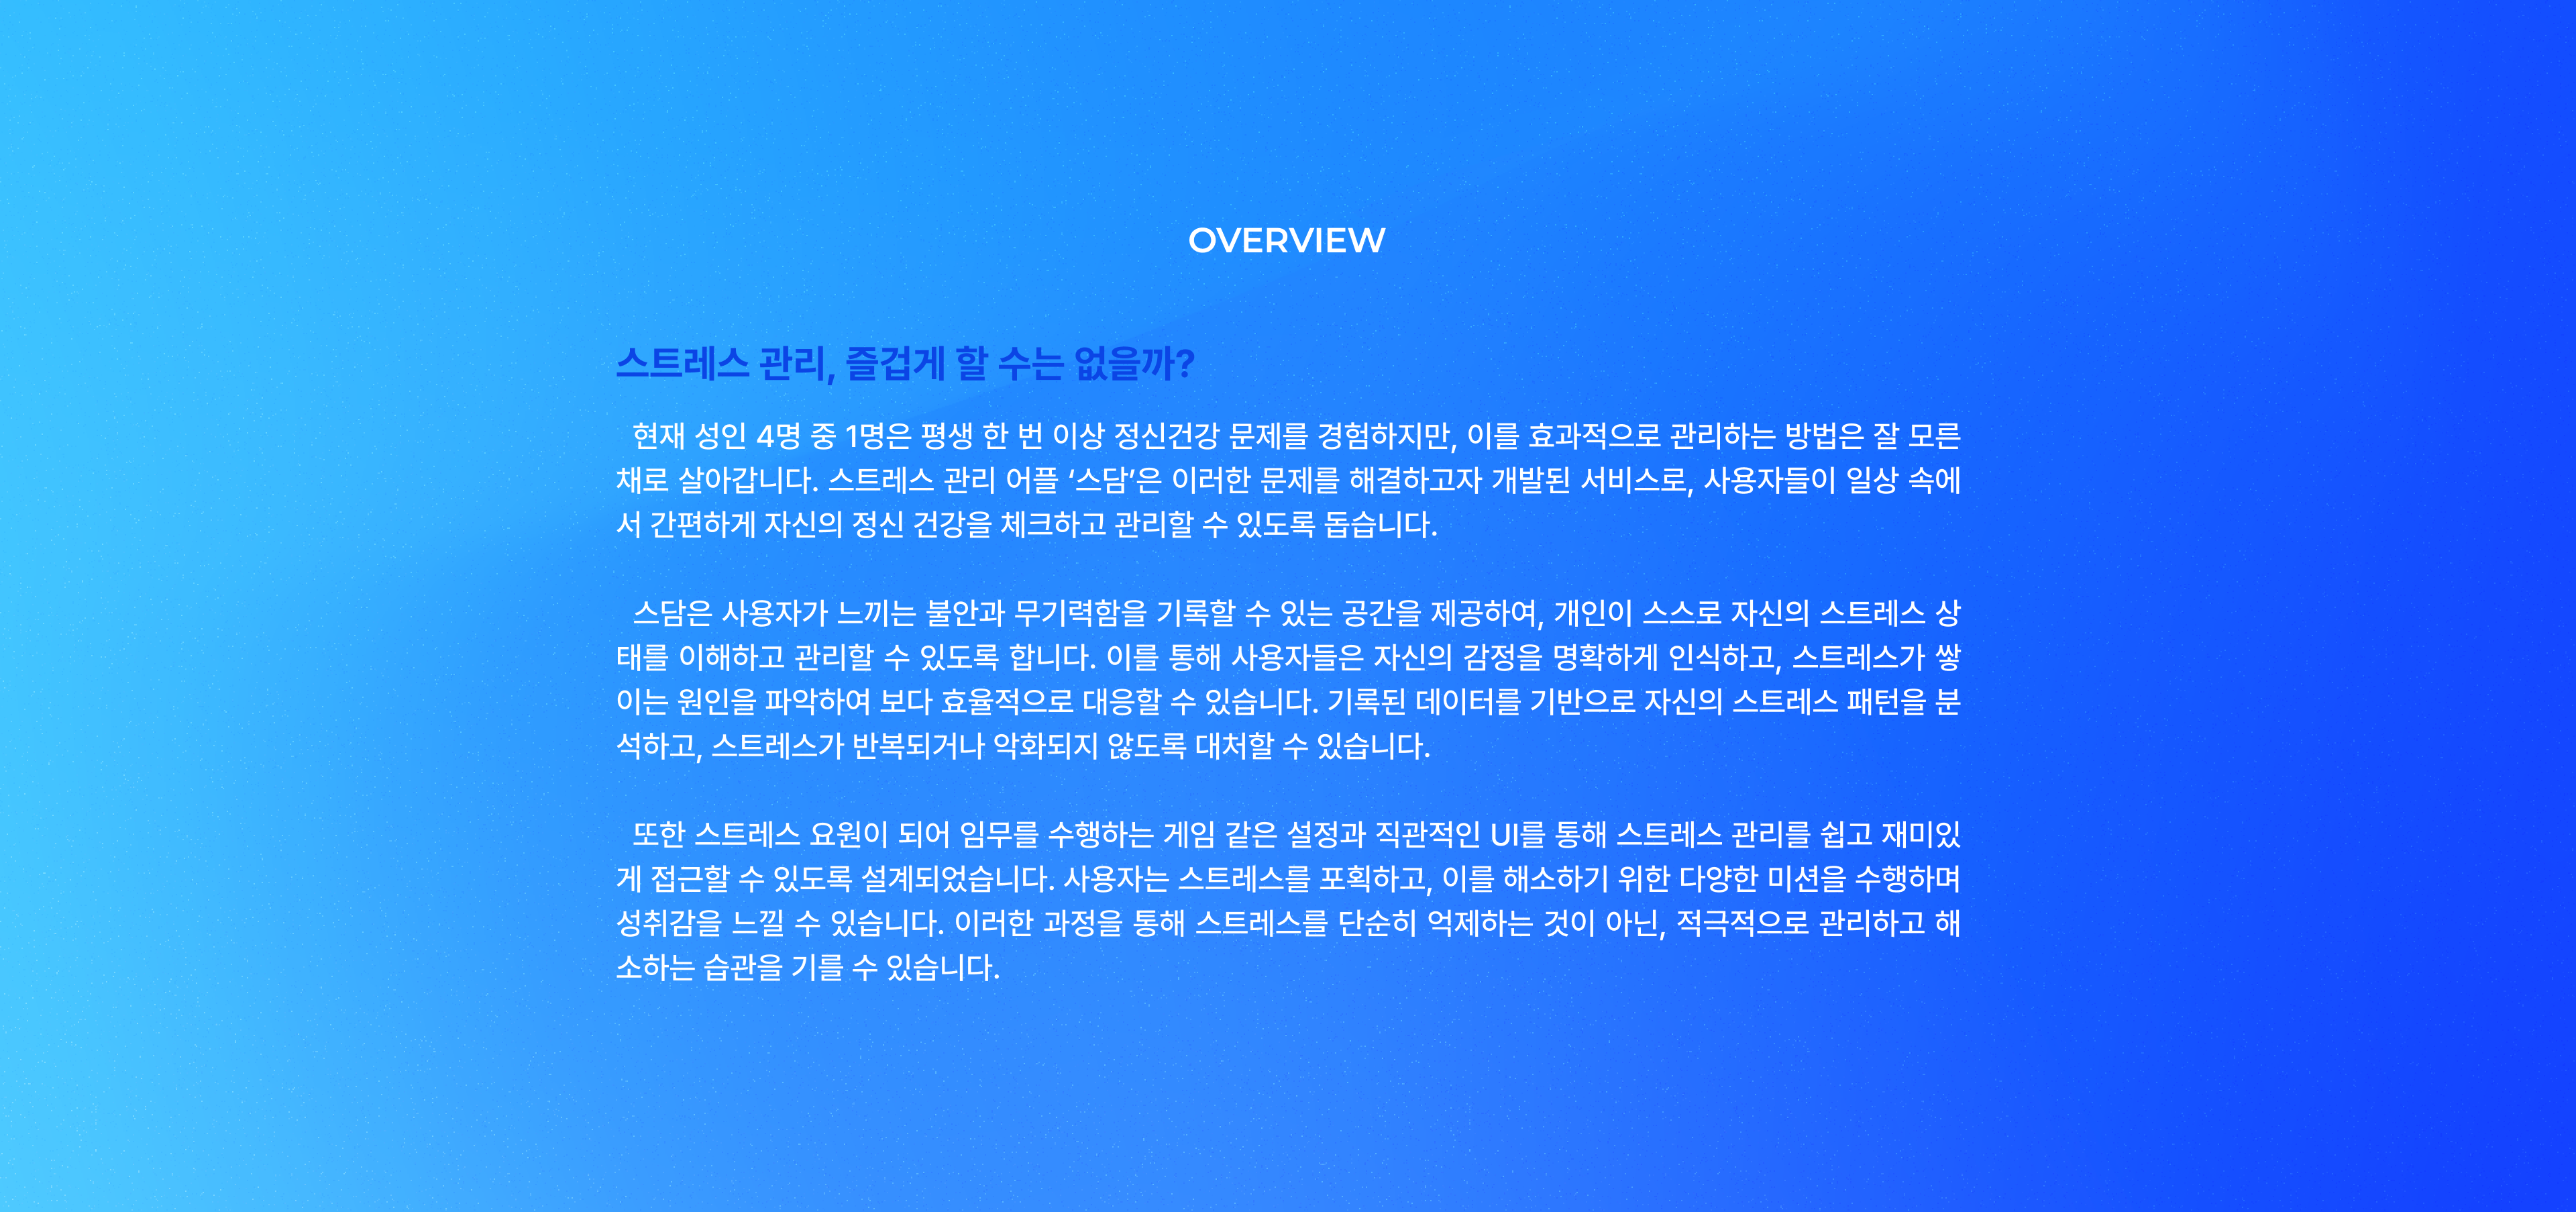 OVERVIEW
스트레스 관리, 즐겁게 할 수는 없을까?
현재 성인 4명 중 1명은 평생 한 번 이상 정신건강 문제를 경험하지만, 이를 효과적으로 관리하는 방법은 잘 모른
채로 살아갑니다. 스트레스 관리 어플 ‘스담’은 이러한 문제를 해결하고자 개발된 서비스로, 사용자들이 일상 속에
서 간편하게 자신의 정신 건강을 체크하고 관리할 수 있도록 돕습니다.
스담은 사용자가 느끼는 불안과 무기력함을 기록할 수 있는 공간을 제공하여, 개인이 스스로 자신의 스트레스 상
태를 이해하고 관리할 수 있도록 합니다. 이를 통해 사용자들은 자신의 감정을 명확하게 인식하고, 스트레스가 쌓
이는 원인을 파악하여 보다 효율적으로 대응할 수 있습니다. 기록된 데이터를 기반으로 자신의 스트레스 패턴을 분
석하고, 스트레스가 반복되거나 악화되지 않도록 대처할 수 있습니다.
또한 스트레스 요원이 되어 임무를 수행하는 게임 같은 설정과 직관적인 UI를 통해 스트레스 관리를 쉽고 재미있
게 접근할 수 있도록 설계되었습니다. 사용자는 스트레스를 포획하고, 이를 해소하기 위한 다양한 미션을 수행하며
성취감을 느낄 수 있습니다. 이러한 과정을 통해 스트레스를 단순히 억제하는 것이 아닌, 적극적으로 관리하고 해
소하는 습관을 기를 수 있습니다.